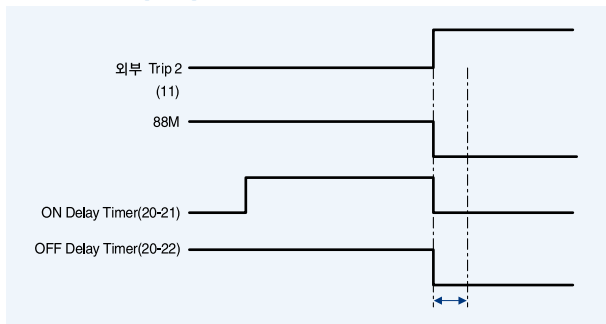 외부 Trip 2
(11)
88M
ON Delay Timer(20-21)
OFF Delay Timer(20-22)